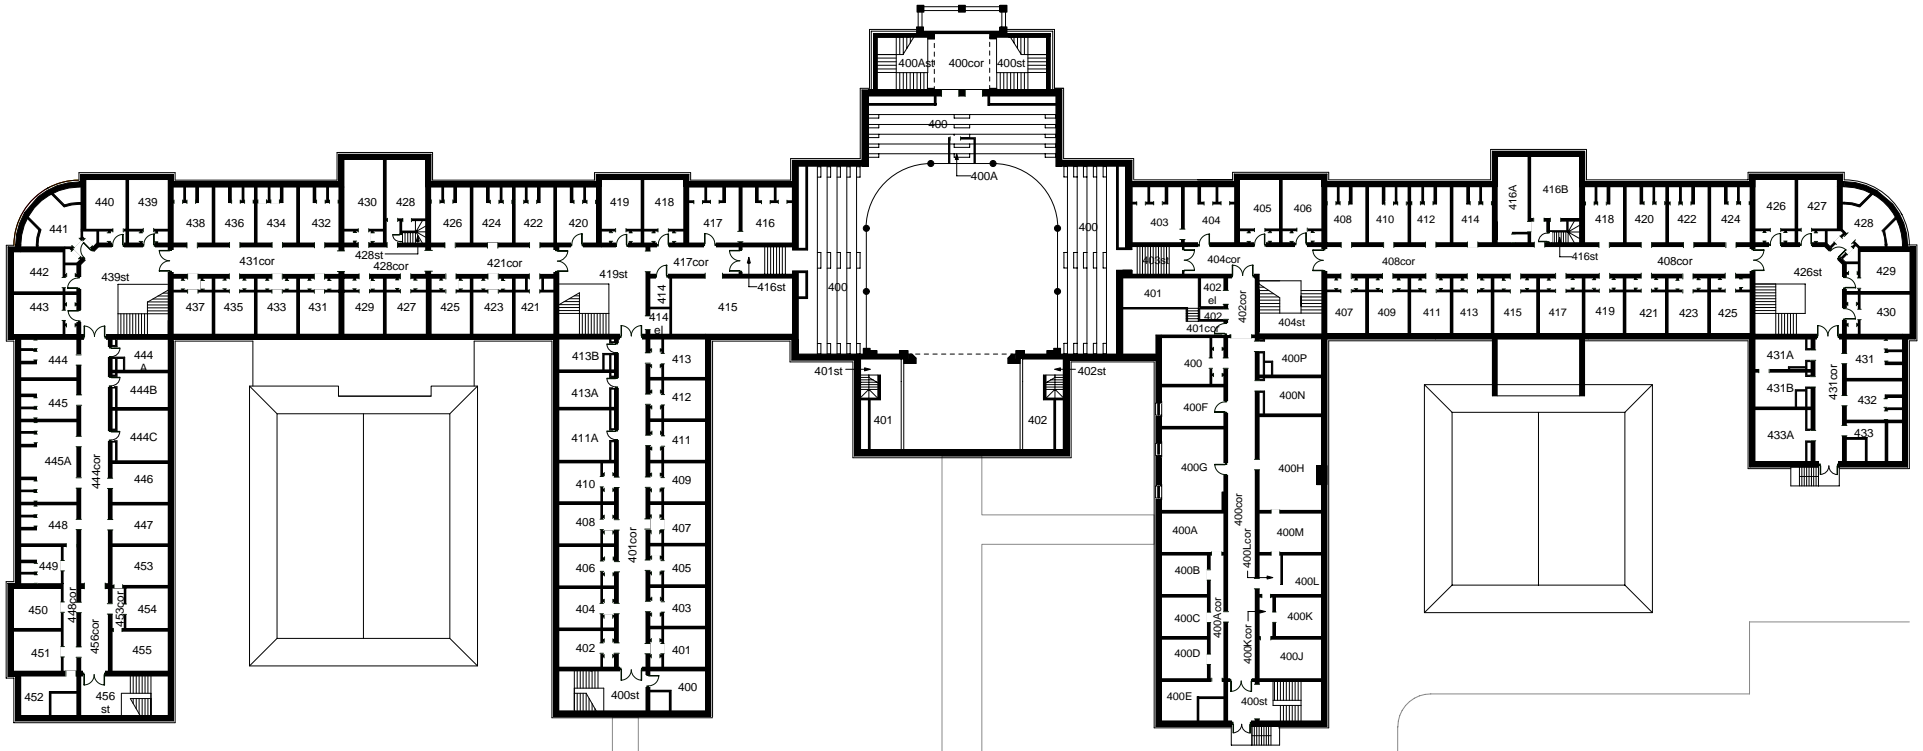 400Ast
400cor
400st
400
400A
440
439
438
436
434
432
430
428
426
424
422
420
419
418
417
416
400
403
404
405
406
408
410
412
414
416A
416B
418
420
422
424
426
427
428
441
442
439st
431cor
428st
428cor
421cor
419st
417cor
416st
400
403st
404cor
408cor
416st
408cor
426st
429
443
437
435
433
431
429
427
425
423
421
414
414
el
415
401
402
el
402
401cor
402cor
404st
407
409
411
413
415
417
419
421
423
425
430
444
444
A
413B
413
401st
402st
400
400P
431A
431cor
431
445
444B
413A
412
401
402
400F
400N
431B
432
445A
444C
444cor
411A
411
400G
400H
433A
433
446
410
409
448
447
408
407
401cor
400A
400cor
400M
449
453
406
405
400B
400Lcor
400L
450
448cor
453cor
454
404
403
400C
400Acor
400K
451
456cor
455
402
401
400D
400Kcor
400J
452
456
st
400st
400
400E
400st